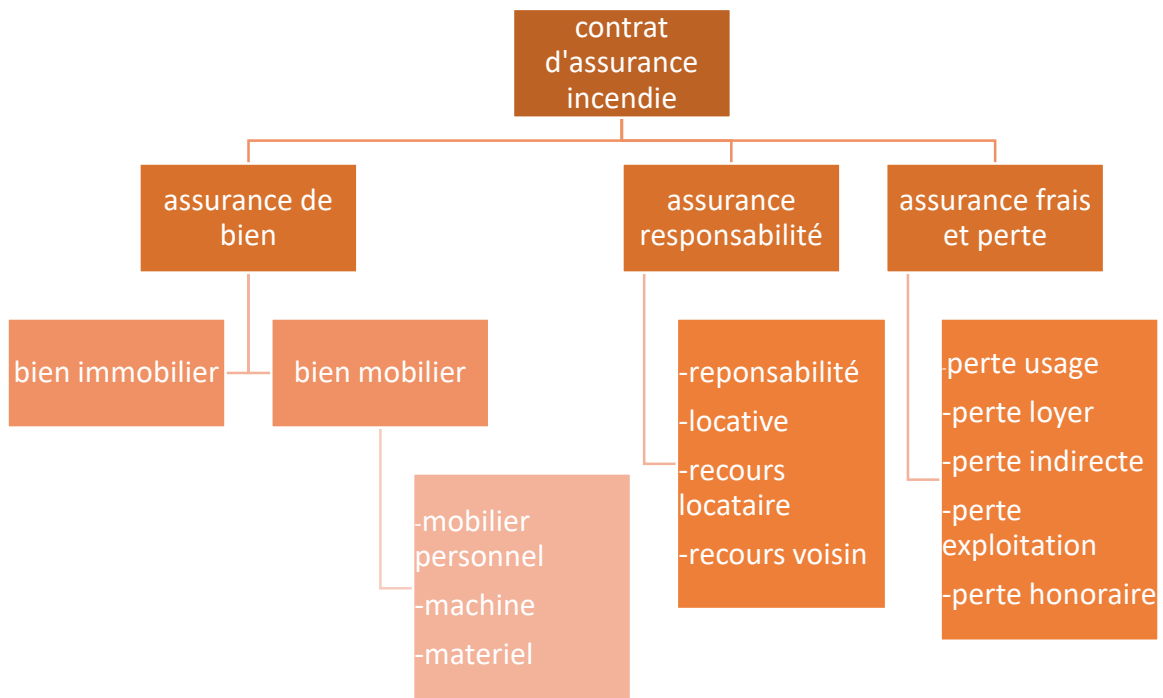 contrat
d'assurance
incendie
assurance de
bien
assurance
responsabilité
assurance frais
et perte
bien immobilier
bien mobilier
-mobilier
personnel
-machine
-materiel
-reponsabilité
-locative
-recours
locataire
-recours voisin
-perte usage
-perte loyer
-perte indirecte
-perte
exploitation
-perte honoraire